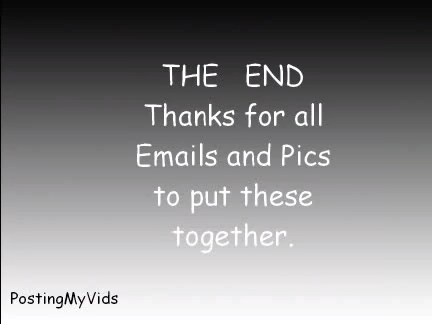 THE END
Thanks for all
Emails and Pics
to put these
together.
PostingMyVids